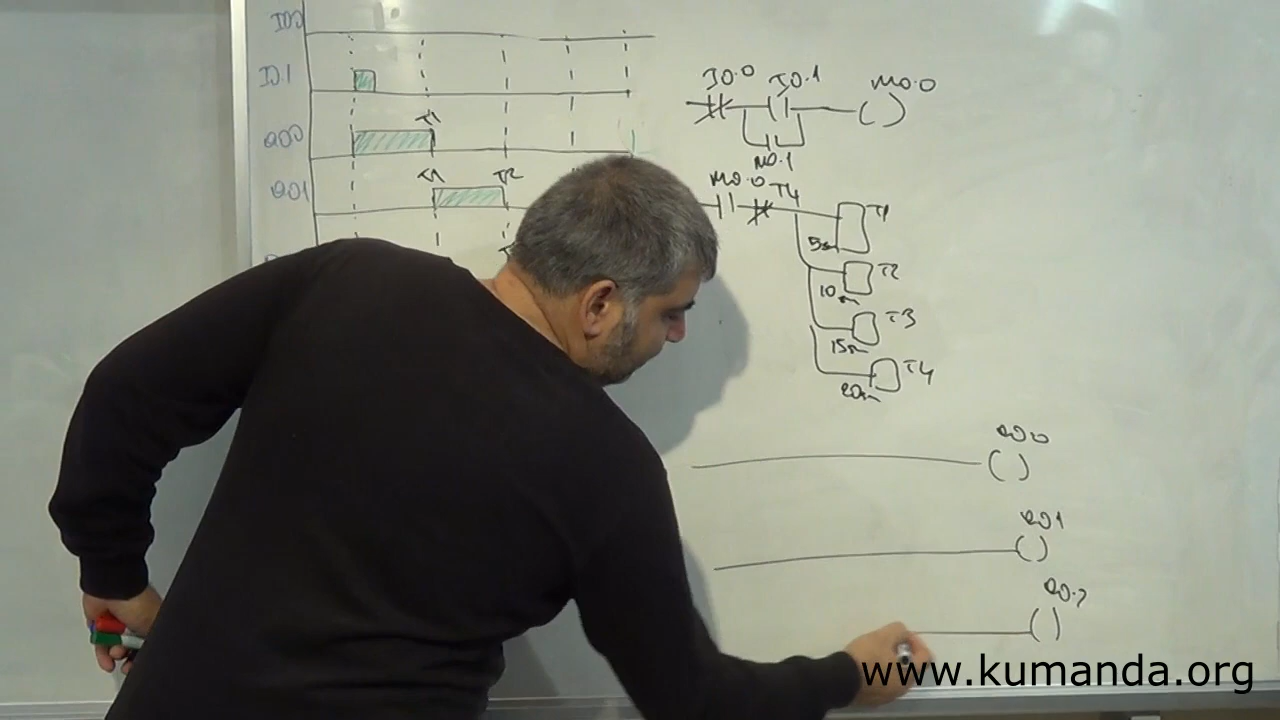 I0.0
I0.1
Q0.0
T1
Q0.1
T1 T2
I0.0 I0.1 M0.0
M0.1
M0.0 T4
T1
5sn
T2
10sn
T3
15sn
T4
20sn
Q0.0
Q0.1
Q0.2
www.kumanda.org